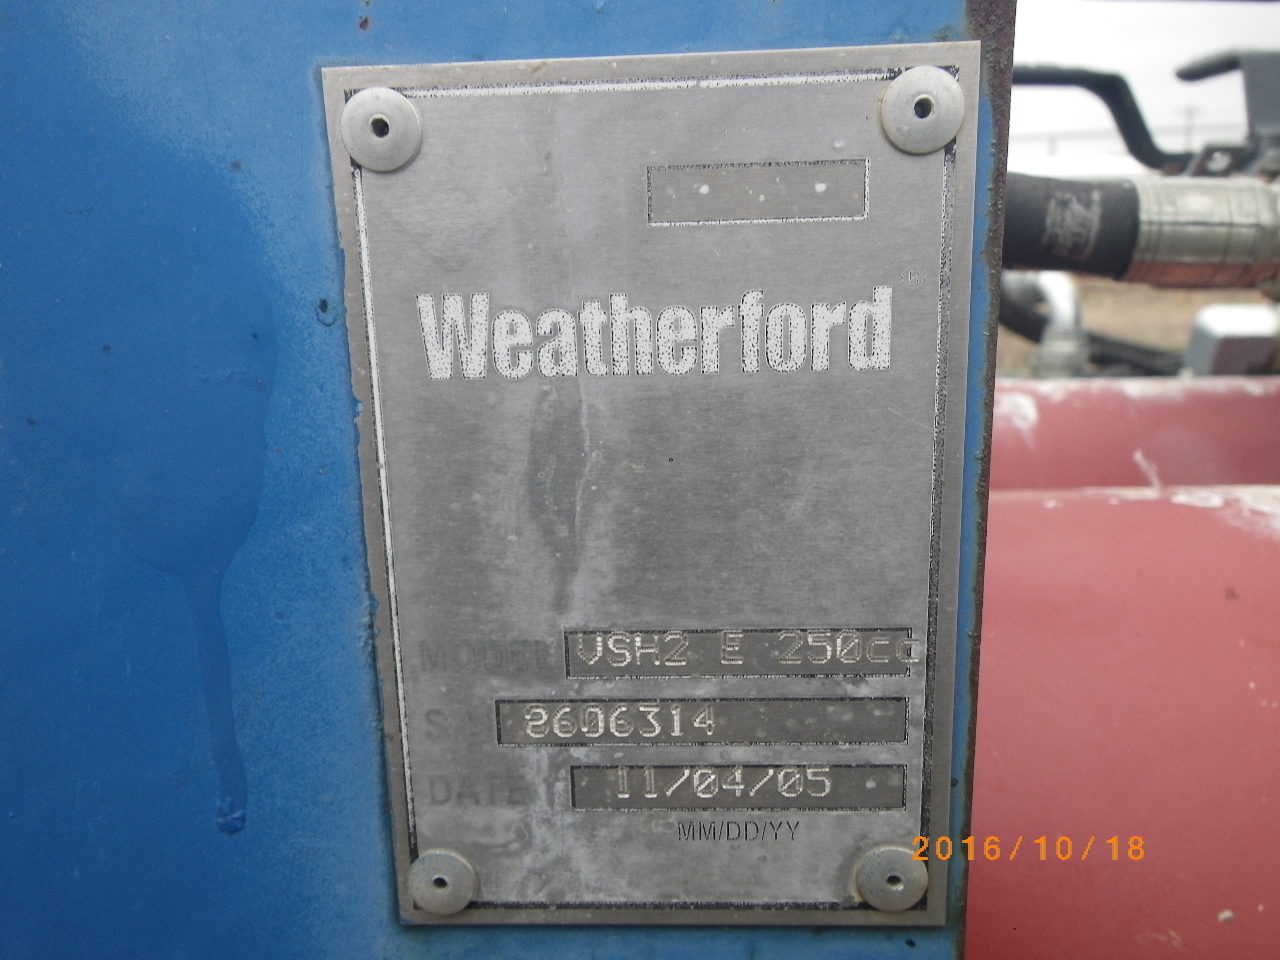 Weatherford®
MODEL VSH2 E 250cc
S/N 8606314
DATE 11/04/05
MM/DD/YY
2016/10/18